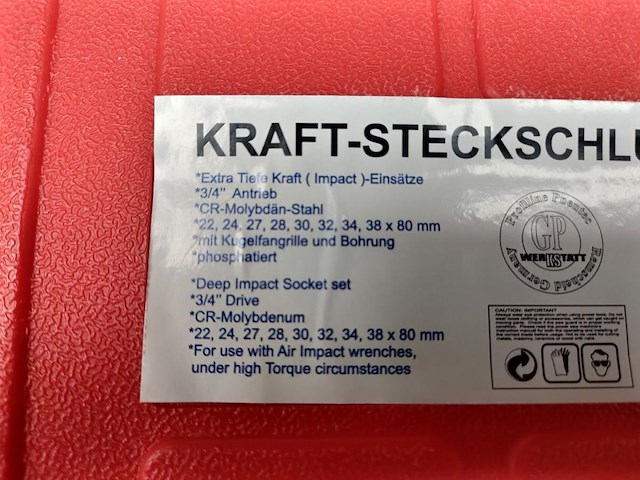 KRAFT-STECKSCHLU
*Extra Tiefe Kraft ( Impact )-Einsätze
*3/4" Antrieb
*CR-Molybdän-Stahl
*22, 24, 27, 28, 30, 32, 34, 38 x 80 mm
*mit Kugelfangrille und Bohrung
*phosphatiert
*Deep Impact Socket set
*3/4" Drive
*CR-Molybdenum
*22, 24, 27, 28, 30, 32, 34, 38 x 80 mm
*For use with Air Impact wrenches,
under high Torque circumstances
GP
WERKSTATT
Remscheid Germany
CAUTION: IMPORTANT